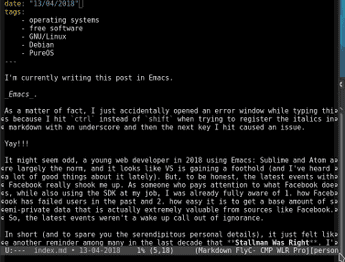 date: "13/04/2018"
tags:
- operating systems
- free software
- GNU/Linux
- Debian
- PureOS
---
I'm currently writing this post in Emacs.
_Emacs_.
As a matter of fact, I just accidentally opened an error window while typing this
s because I hit `ctrl` instead of `shift` when trying to register the italics in
markdown with an underscore and then the next key I hit caused an issue.
Yay!!!
It might seem odd, a young web developer in 2018 using Emacs: Sublime and Atom a
re largely the norm, and it looks like VS is gaining a foothold (and I've heard
a lot of good things about it lately). But, to be honest, the latest events with
Facebook really shook me up. As someone who pays attention to what Facebook doe
s, while also using the SDK at my job, I was already fully aware of 1. how Faceb
ook has failed users in the past and 2. how easy it is to get a base amount of s
emi-private data that is actually extremely valuable from sources like Facebook.
So, the latest events weren't a wake up call out of ignorance.
In short (and to spare you the serendipitous personal details), it just felt lik
e another reminder among many in the last decade that **Stallman Was Right**. I'
U:--- index.md * 13-04-2018 1% (5,18) (Markdown FlyC- CMP WLR Proj[person